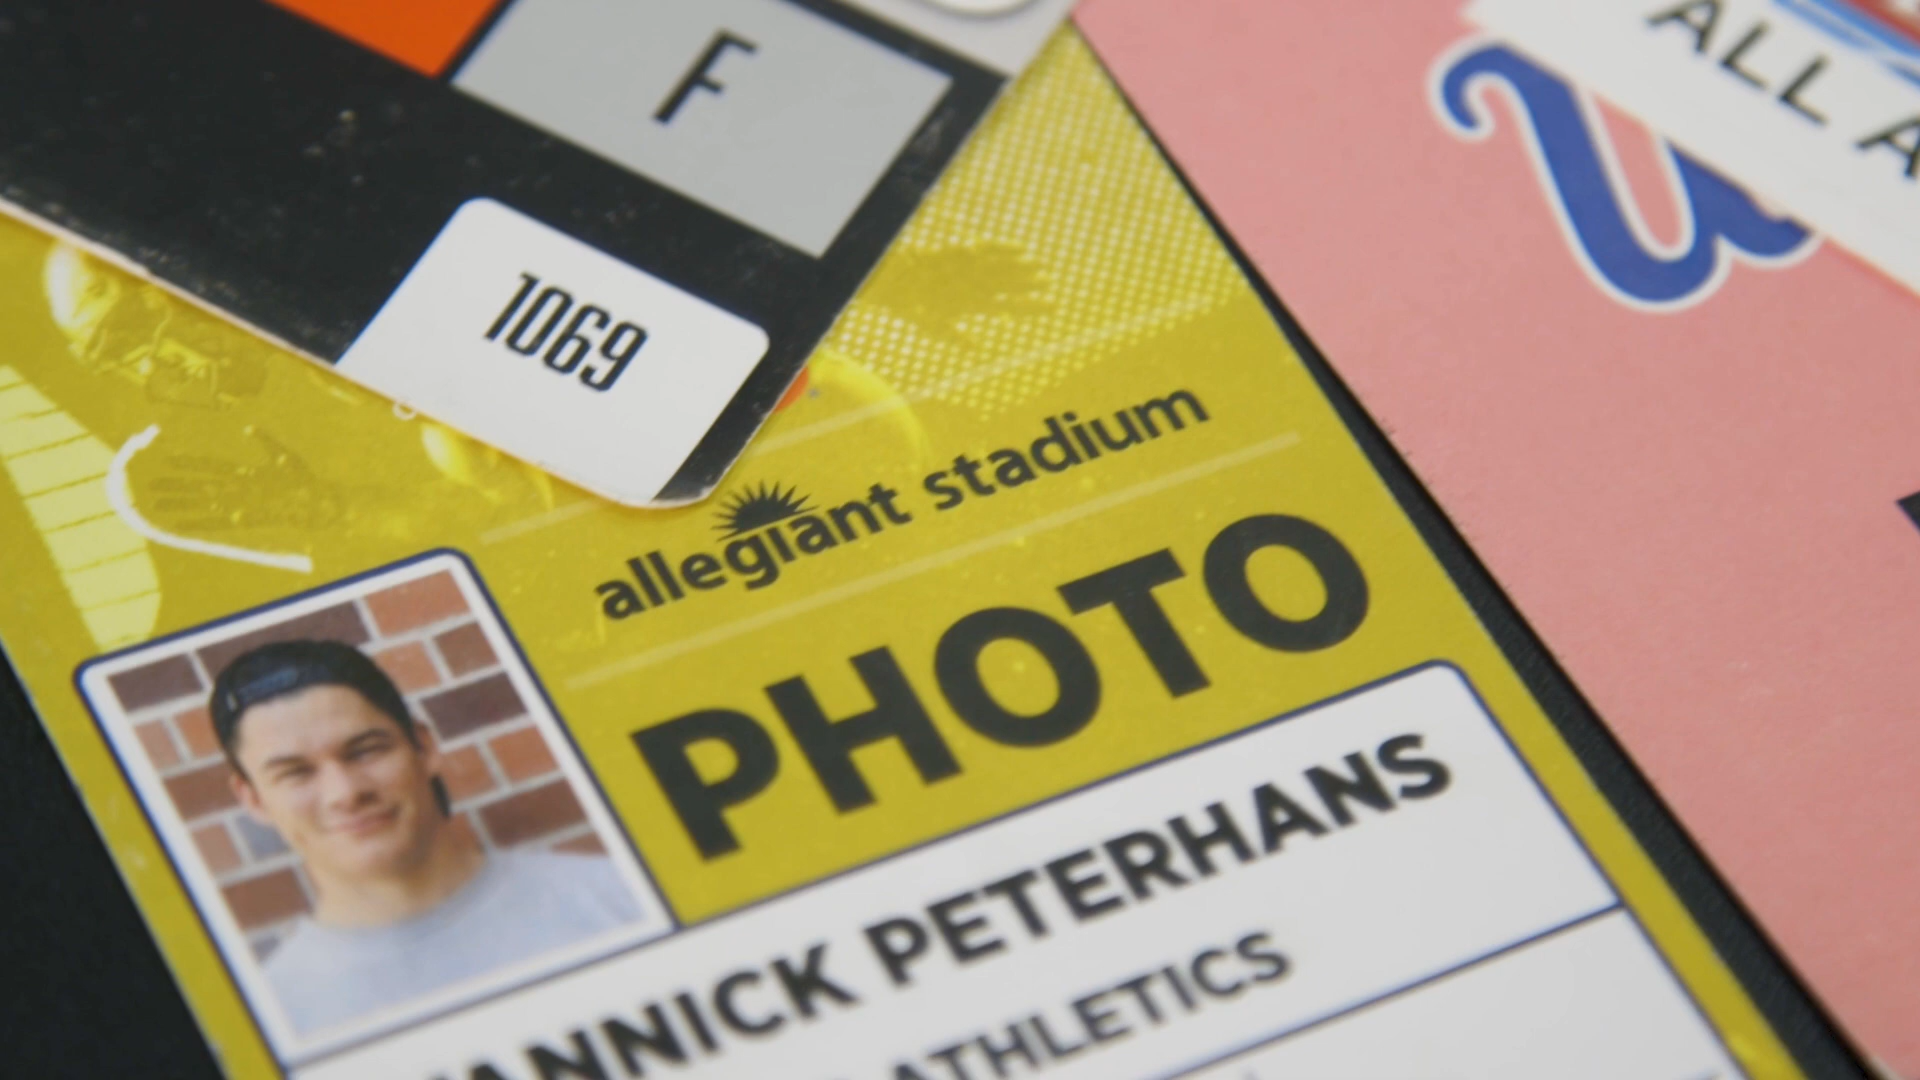 F
1069
ALL A
allegiant stadium
PHOTO
ANNICK PETERHANS
ATHLETICS